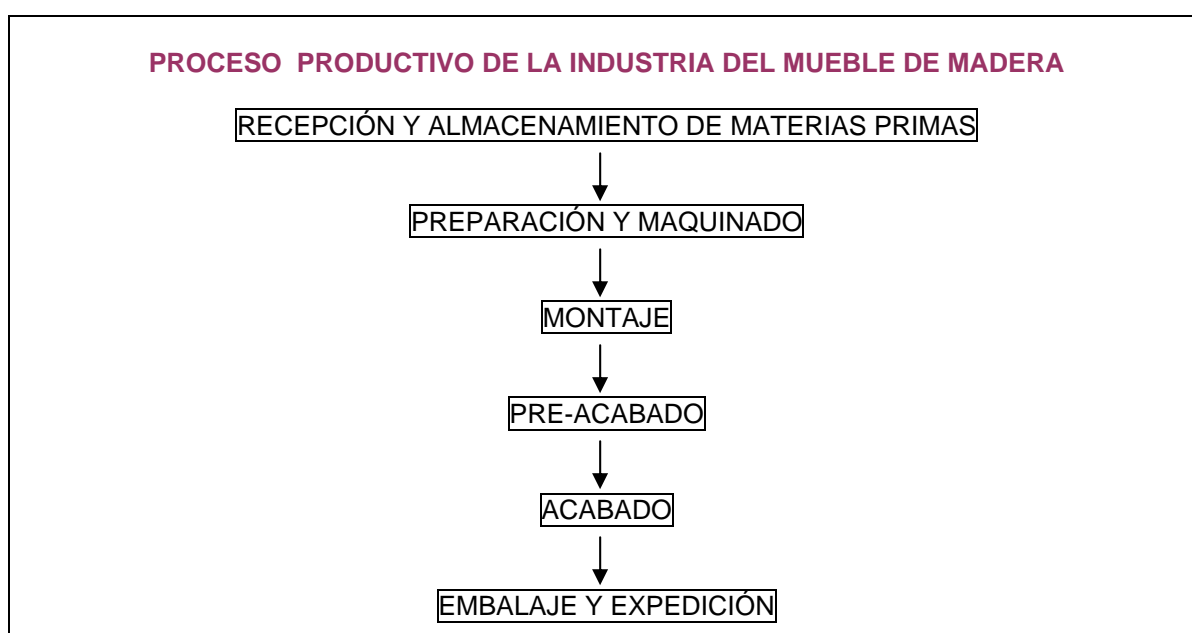 PROCESO PRODUCTIVO DE LA INDUSTRIA DEL MUEBLE DE MADERA
RECEPCIÓN Y ALMACENAMIENTO DE MATERIAS PRIMAS
PREPARACIÓN Y MAQUINADO
MONTAJE
PRE-ACABADO
ACABADO
EMBALAJE Y EXPEDICIÓN